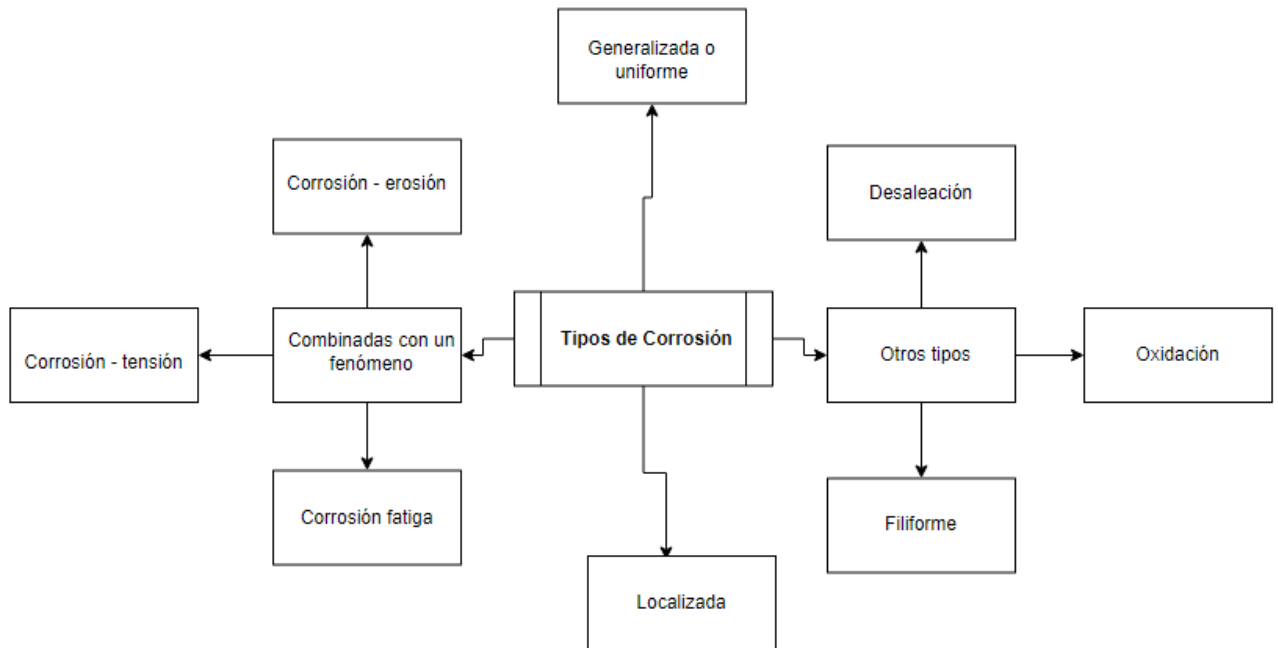 Generalizada o
uniforme
Corrosión - erosión
Desaleación
Corrosión - tensión
Combinadas con un
fenómeno
Tipos de Corrosión
Otros tipos
Oxidación
Corrosión fatiga
Filiforme
Localizada